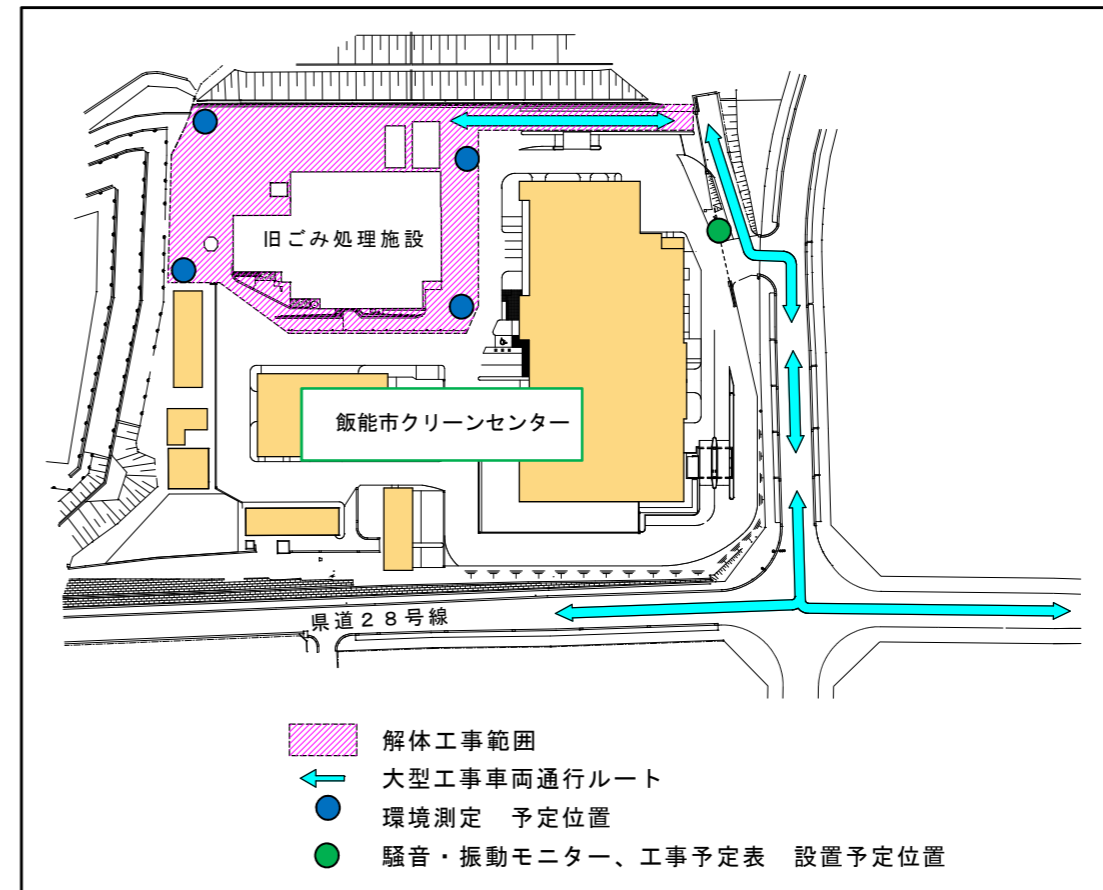 旧ごみ処理施設
飯能市クリーンセンター
県道28号線
解体工事範囲
大型工事車両通行ルート
環境測定　予定位置
騒音・振動モニター、工事予定表　設置予定位置